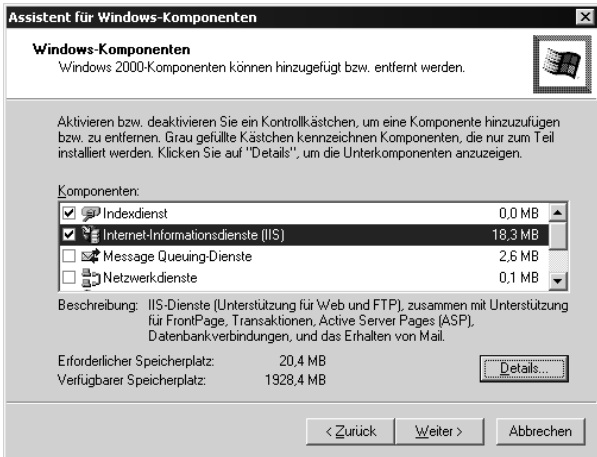 Assistent für Windows-Komponenten
Windows-Komponenten
Windows 2000-Komponenten können hinzugefügt bzw. entfernt werden.
Aktivieren bzw. deaktivieren Sie ein Kontrollkästchen, um eine Komponente hinzuzufügen
bzw. zu entfernen. Grau gefüllte Kästchen kennzeichnen Komponenten, die nur zum Teil
installiert werden. Klicken Sie auf "Details", um die Unterkomponenten anzuzeigen.
Komponenten:
Indexdienst 0,0 MB
Internet-Informationsdienste (IIS) 18,3 MB
Message Queuing-Dienste 2,6 MB
Netzwerkdienste 0,1 MB
Beschreibung: IIS-Dienste (Unterstützung für Web und FTP), zusammen mit Unterstützung
für FrontPage, Transaktionen, Active Server Pages (ASP),
Datenbankverbindungen, und das Erhalten von Mail.
Erforderlicher Speicherplatz: 20,4 MB
Verfügbarer Speicherplatz: 1928,4 MB
Details...
< Zurück Weiter > Abbrechen